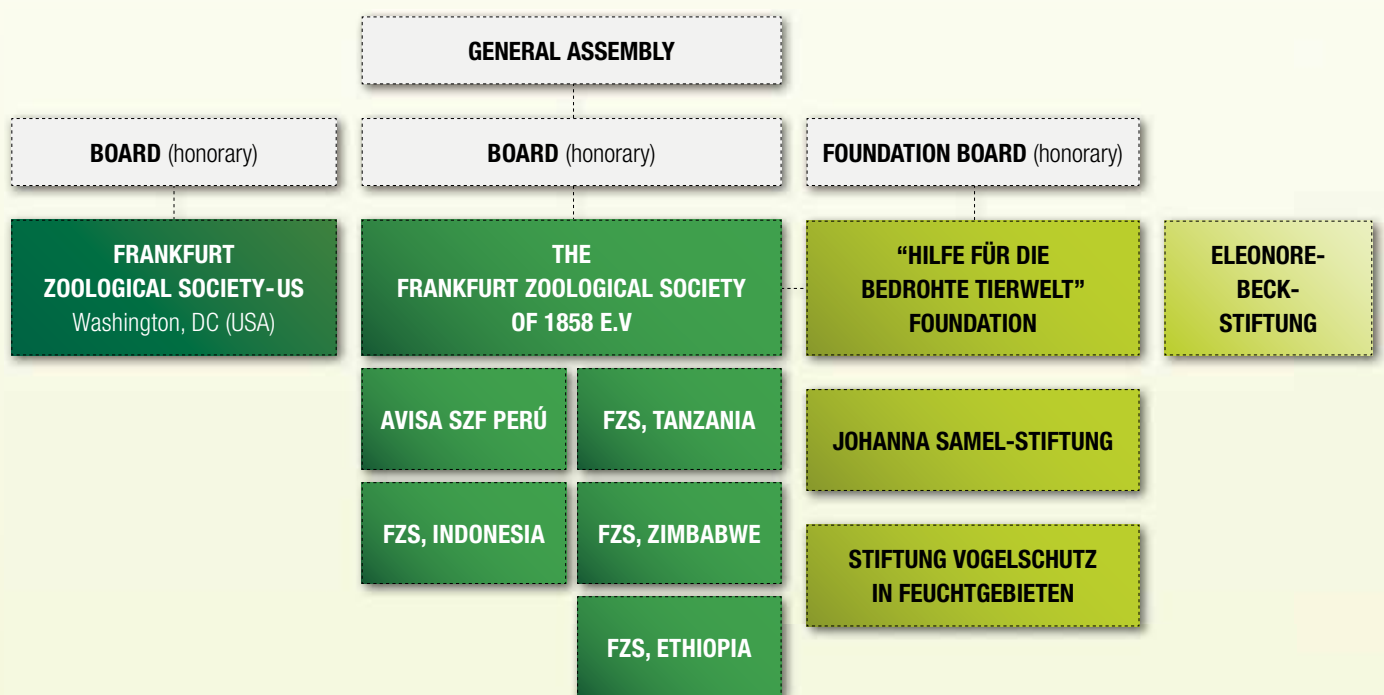 GENERAL ASSEMBLY
BOARD (honorary)
BOARD (honorary)
FOUNDATION BOARD (honorary)
FRANKFURT
ZOOLOGICAL SOCIETY-US
Washington, DC (USA)
THE
FRANKFURT ZOOLOGICAL SOCIETY
OF 1858 E.V
“HILFE FÜR DIE
BEDROHTE TIERWELT”
FOUNDATION
ELEONORE-
BECK-
STIFTUNG
AVISA SZF PERÚ
FZS, TANZANIA
JOHANNA SAMEL-STIFTUNG
FZS, INDONESIA
FZS, ZIMBABWE
STIFTUNG VOGELSCHUTZ
IN FEUCHTGEBIETEN
FZS, ETHIOPIA